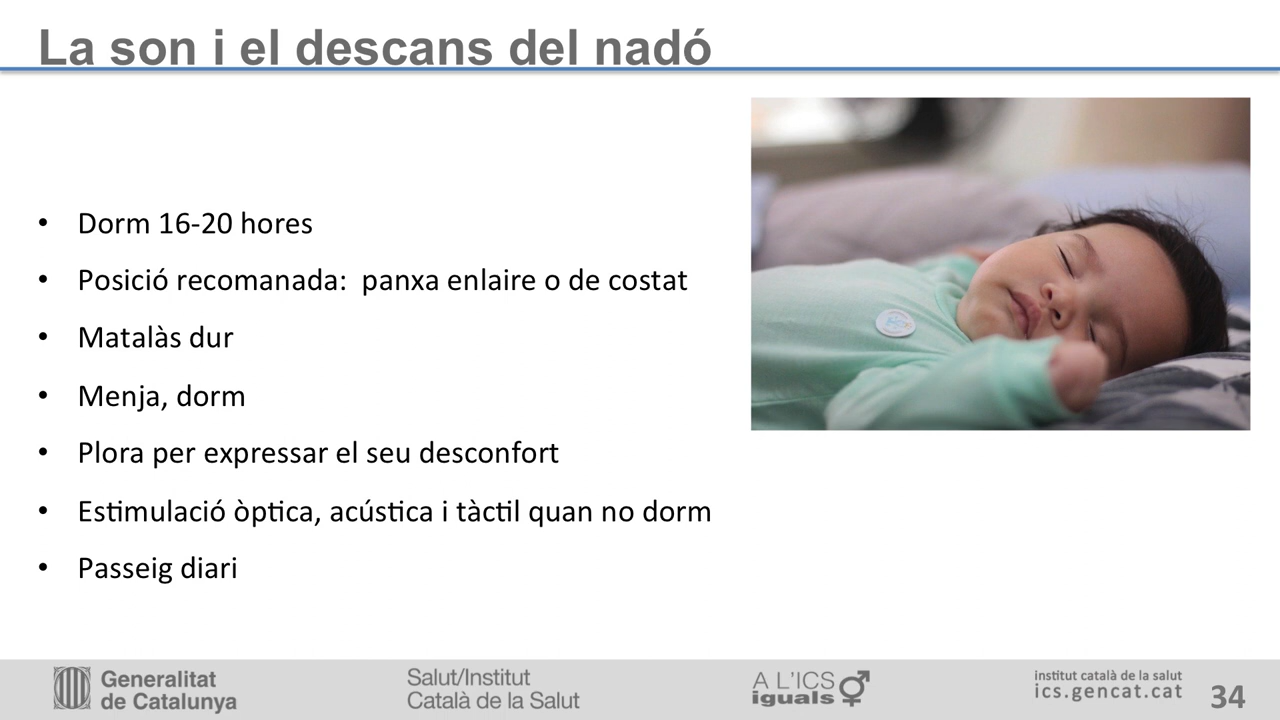 La son i el descans del nadó
• Dorm 16-20 hores
• Posició recomanada:  panxa enlaire o de costat
• Matalàs dur
• Menja, dorm
• Plora per expressar el seu desconfort
• Estimulació òptica, acústica i tàctil quan no dorm
• Passeig diari
Generalitat
de Catalunya
Salut/Institut
Català de la Salut
A L'ICS
iguals
institut català de la salut
ics.gencat.cat
34